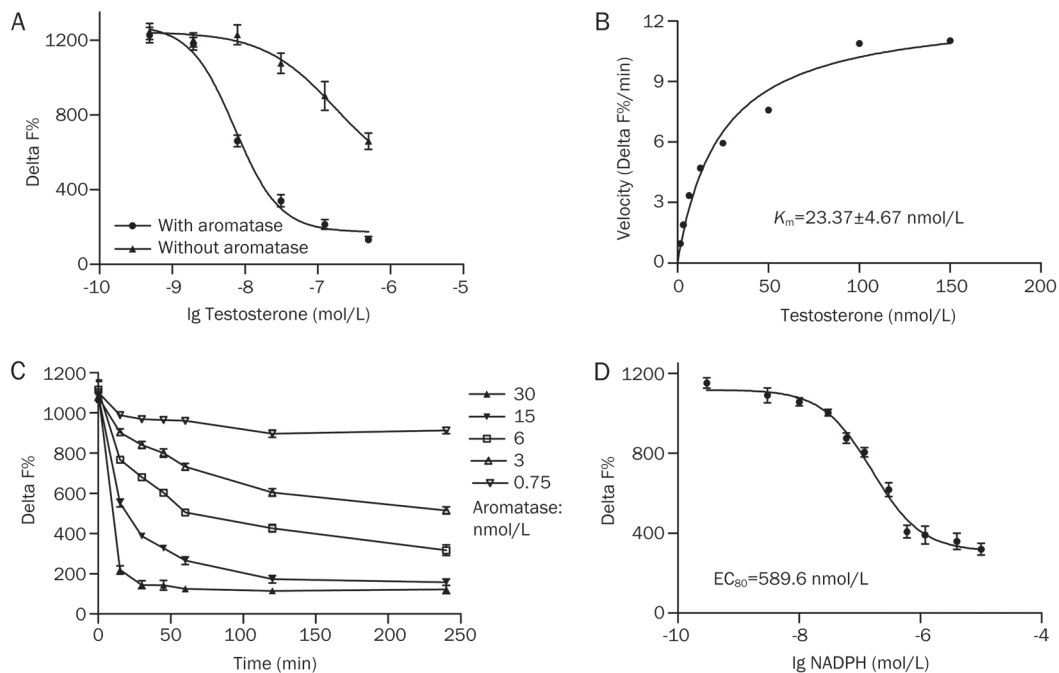 A
1200
800
400
0
Delta F%
With aromatase
Without aromatase
-10 -9 -8 -7 -6 -5
lg Testosterone (mol/L)
B
12
9
6
3
0
Velocity (Delta F%/min)
Km=23.37±4.67 nmol/L
0 50 100 150 200
Testosterone (nmol/L)
C
1200
1000
800
600
400
200
0
Delta F%
30
15
6
3
0.75
Aromatase:
nmol/L
0 50 100 150 200 250
Time (min)
D
1200
800
400
0
Delta F%
EC80=589.6 nmol/L
-10 -8 -6 -4
lg NADPH (mol/L)